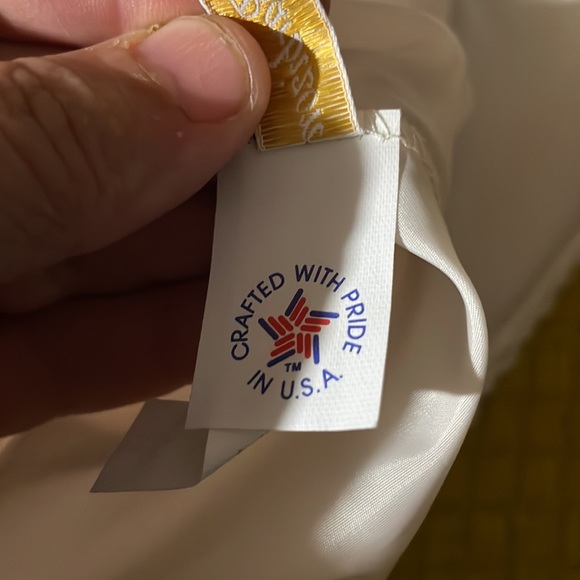 CRAFTED WITH PRIDE
TM
IN U.S.A.